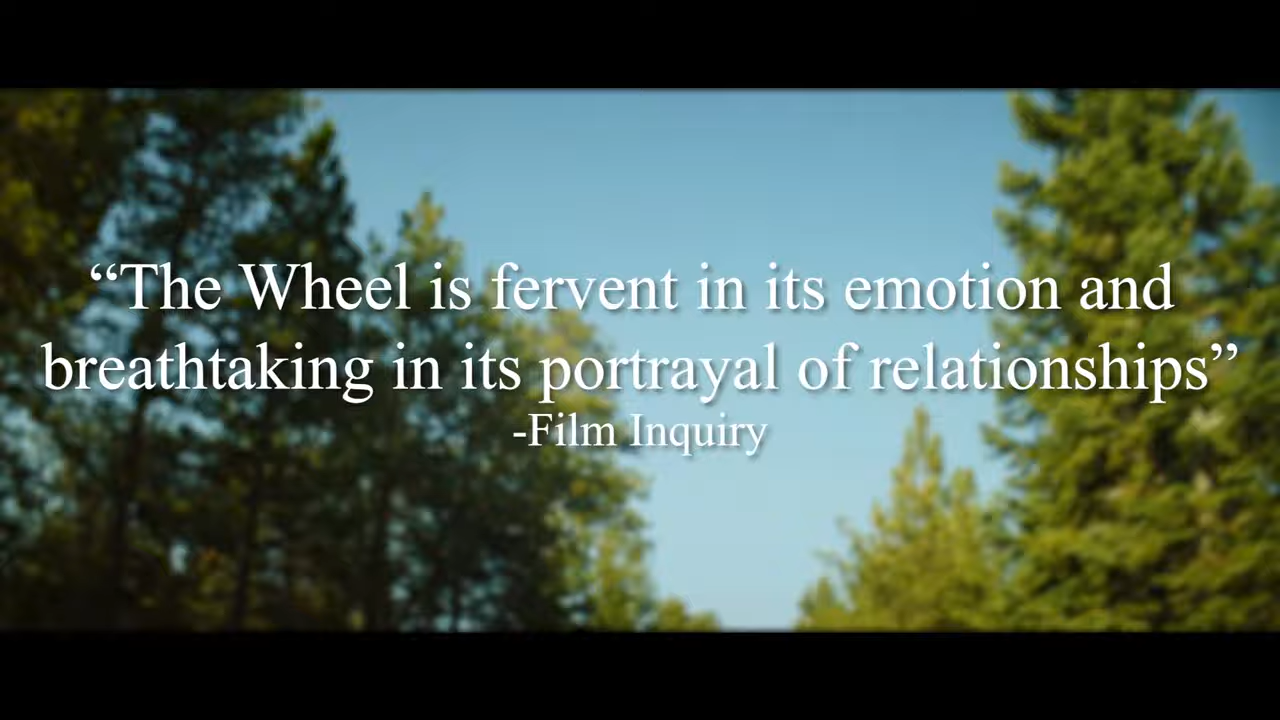 “The Wheel is fervent in its emotion and
breathtaking in its portrayal of relationships”
-Film Inquiry